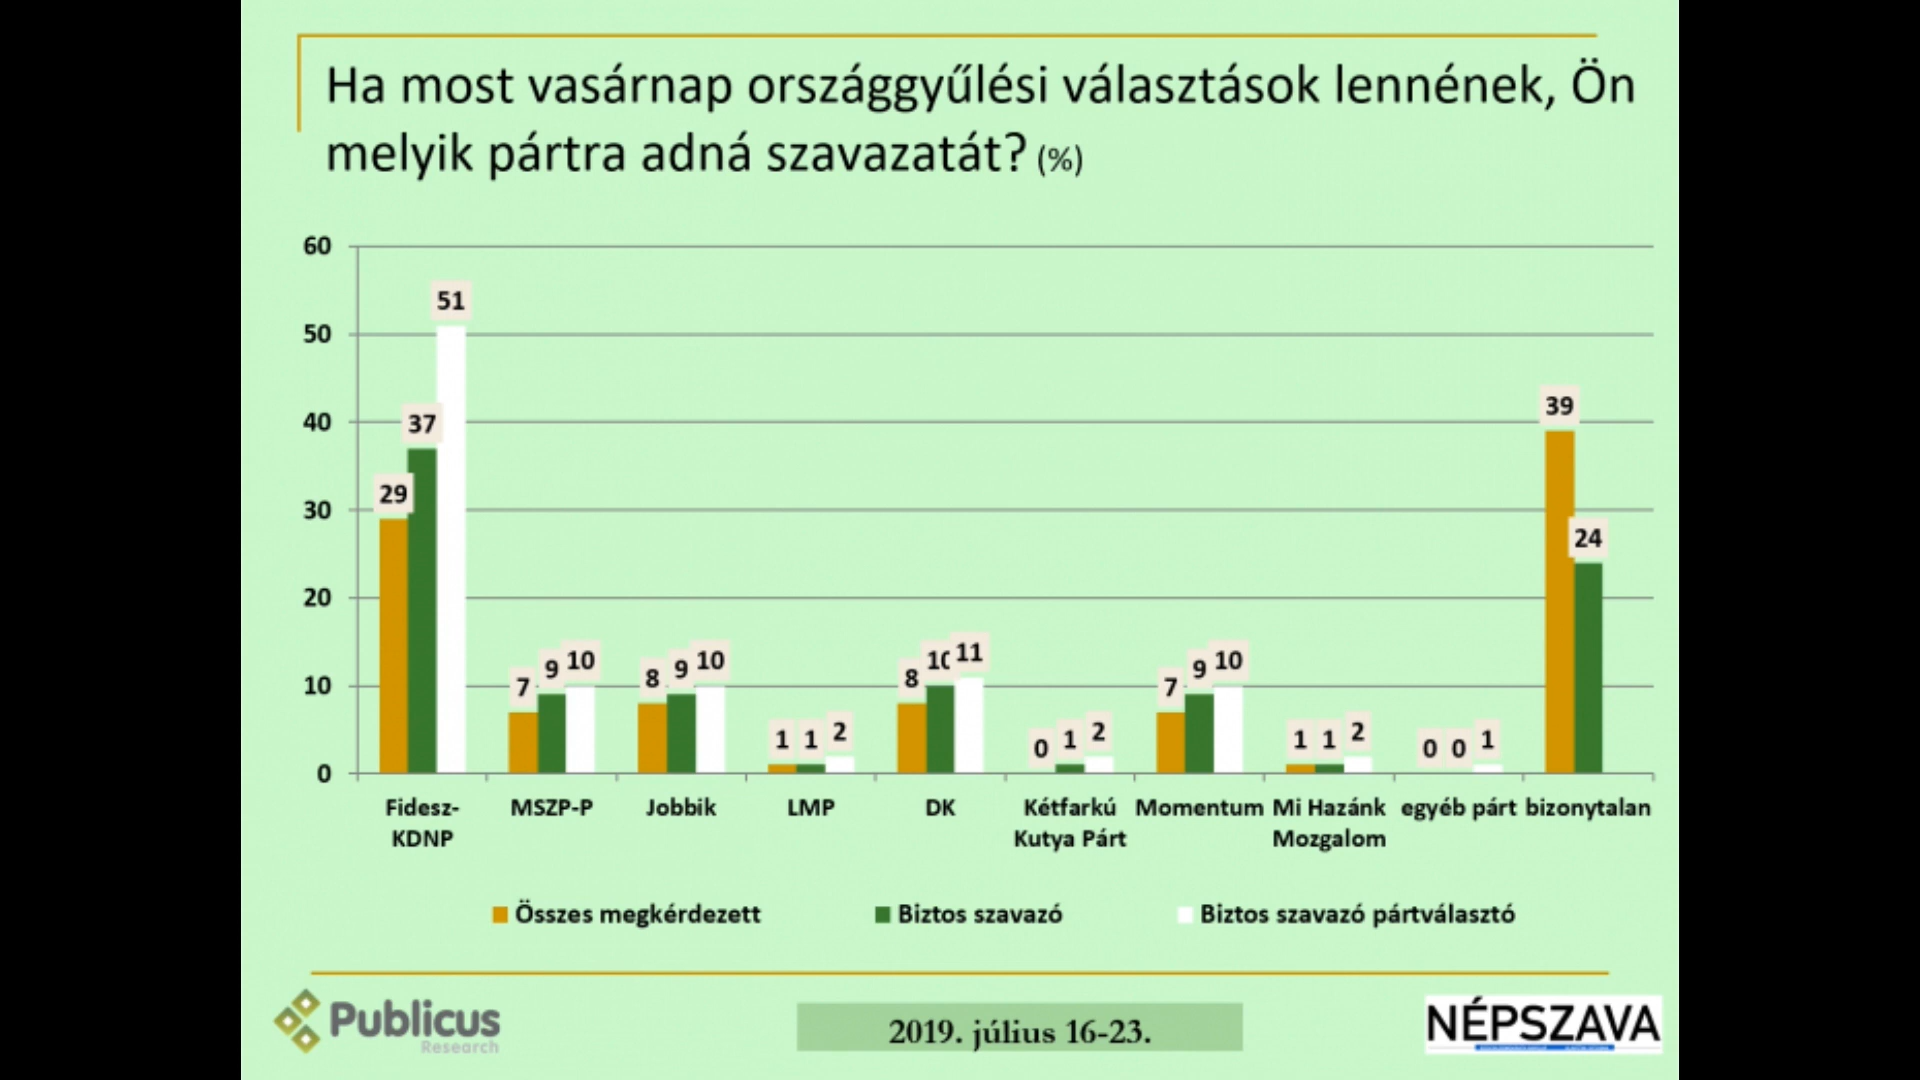 Ha most vasárnap országgyűlési választások lennének, Ön
melyik pártra adná szavazatát? (%)
60
50
40
30
20
10
0
29 37 51
7 9 10
8 9 10
1 1 2
8 10 11
0 1 2
7 9 10
1 1 2
0 0 1
39 24
Fidesz-
KDNP
MSZP-P
Jobbik
LMP
DK
Kétfarkú
Kutya Párt
Momentum
Mi Hazánk
Mozgalom
egyéb párt
bizonytalan
Összes megkérdezett
Biztos szavazó
Biztos szavazó pártválasztó
Publicus
Research
2019. július 16-23.
NÉPSZAVA